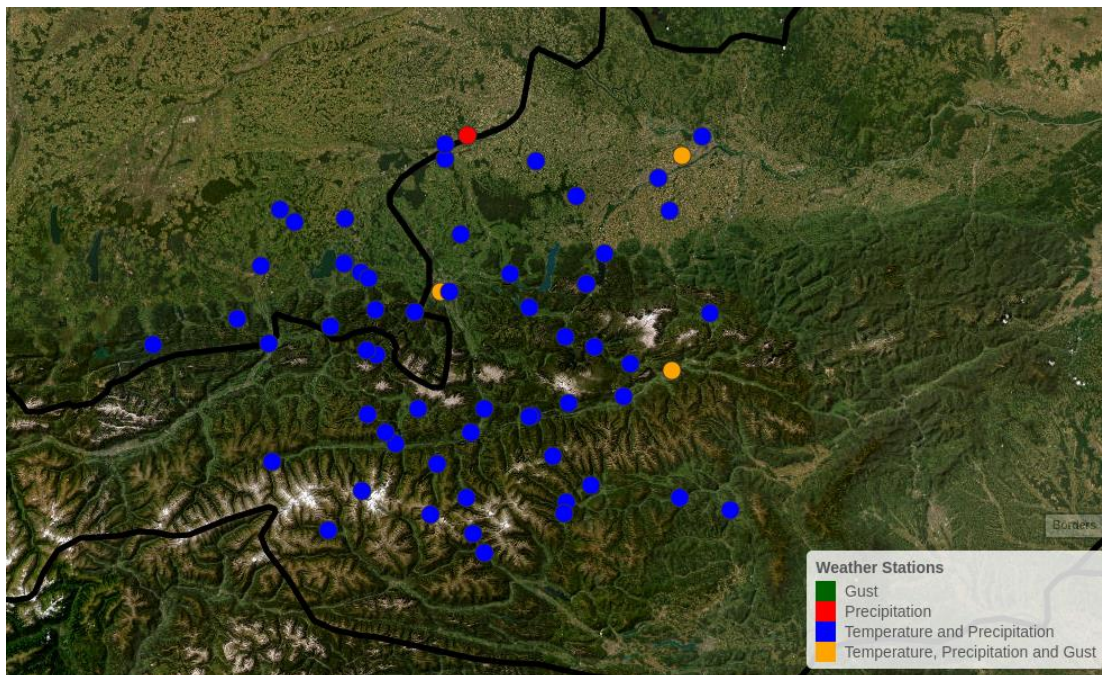 Borders
Weather Stations
Gust
Precipitation
Temperature and Precipitation
Temperature, Precipitation and Gust